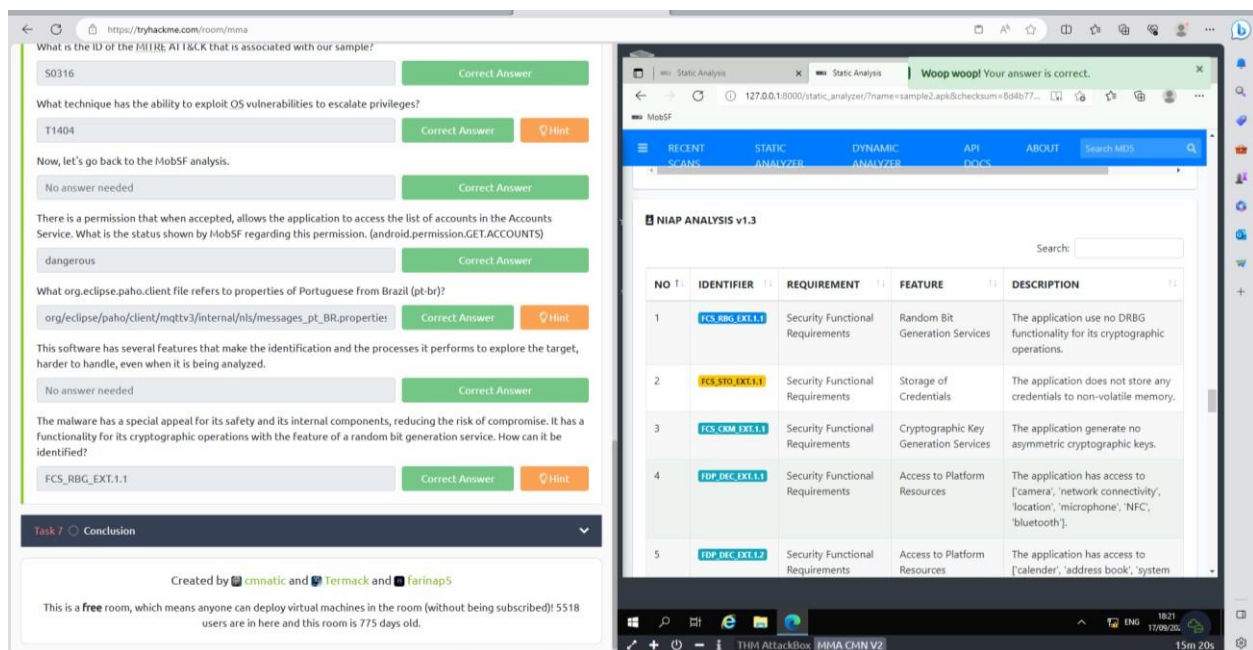 https://tryhackme.com/room/mma
What is the ID of the MITRE ATT&CK that is associated with our sample?
S0316
Correct Answer
What technique has the ability to exploit OS vulnerabilities to escalate privileges?
T1404
Correct Answer
Hint
Now, let's go back to the MobSF analysis.
No answer needed
Correct Answer
There is a permission that when accepted, allows the application to access the list of accounts in the Accounts
Service. What is the status shown by MobSF regarding this permission. (android.permission.GET.ACCOUNTS)
dangerous
Correct Answer
What org.eclipse.paho.client file refers to properties of Portuguese from Brazil (pt-br)?
org/eclipse/paho/client/mqttv3/internal/nls/messages_pt_BR.properties
Correct Answer
Hint
This software has several features that make the identification and the processes it performs to explore the target,
harder to handle, even when it is being analyzed.
No answer needed
Correct Answer
The malware has a special appeal for its safety and its internal components, reducing the risk of compromise. It has a
functionality for its cryptographic operations with the feature of a random bit generation service. How can it be
identified?
FCS_RBG_EXT.1.1
Correct Answer
Hint
Task 7 Conclusion
Created by cmnatic and Termack and farinap5
This is a free room, which means anyone can deploy virtual machines in the room (without being subscribed)! 5518
users are in here and this room is 775 days old.
Static Analysis
Static Analysis
Woop woop! Your answer is correct.
127.0.0.1:8000/static_analyzer/?name=sample2.apk&checksum=8d4b77...
MobSF
RECENT SCANS
STATIC ANALYZER
DYNAMIC ANALYZER
API DOCS
ABOUT
Search MD5
NIAP ANALYSIS v1.3
Search:
NO IDENTIFIER REQUIREMENT FEATURE DESCRIPTION
1 FCS_RBG_EXT.1.1 Security Functional Requirements Random Bit Generation Services The application use no DRBG functionality for its cryptographic operations.
2 FCS_STO_EXT.1.1 Security Functional Requirements Storage of Credentials The application does not store any credentials to non-volatile memory.
3 FCS_CKM_EXT.1.1 Security Functional Requirements Cryptographic Key Generation Services The application generate no asymmetric cryptographic keys.
4 FDP_DEC_EXT.1.1 Security Functional Requirements Access to Platform Resources The application has access to ['camera', 'network connectivity', 'location', 'microphone', 'NFC', 'bluetooth'].
5 FDP_DEC_EXT.1.2 Security Functional Requirements Access to Platform Resources The application has access to ['calender', 'address book', 'system
ENG
18:21
17/09/202
THM AttackBox
MMA CMN V2
15m 20s